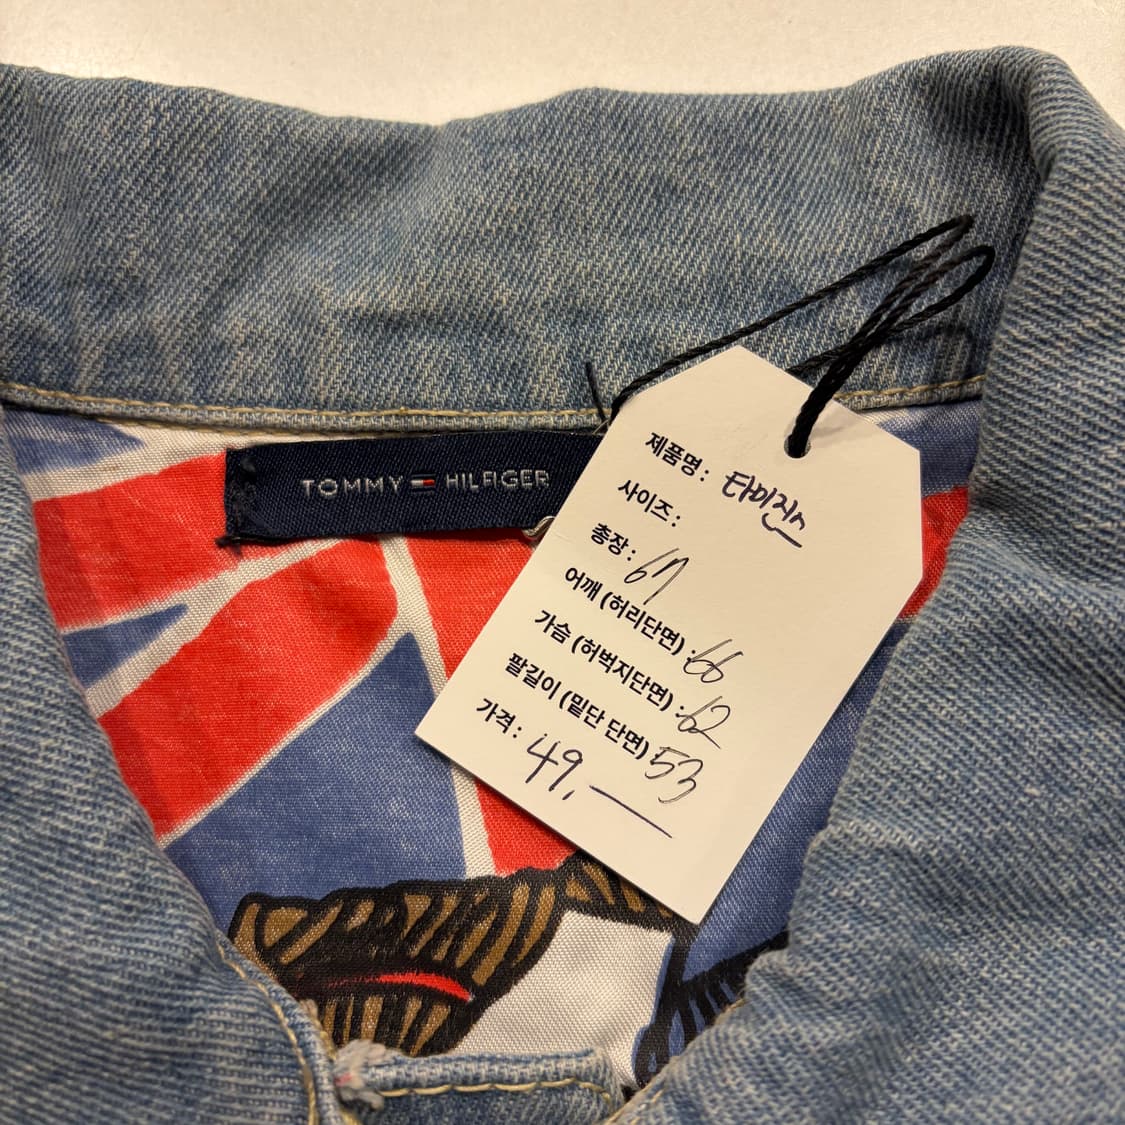 TOMMY HILFIGER
제품명 : 타미진스
사이즈 :
총장 : 67
어깨 (허리단면) : 66
가슴 (허벅지단면) : 62
팔길이 (밑단 단면) 53
가격 : 49,—